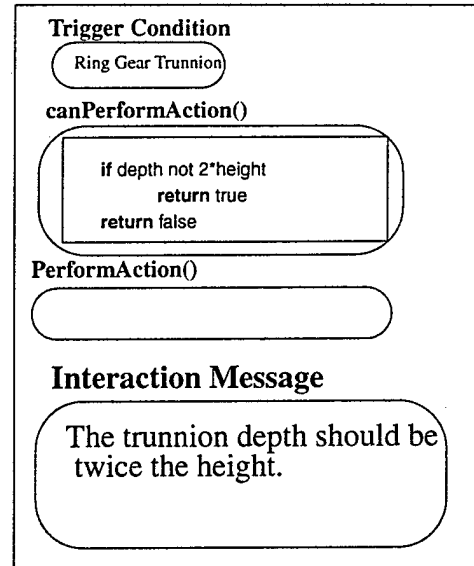 Trigger Condition
Ring Gear Trunnion
canPerformAction()
if depth not 2*height
return true
return false
PerformAction()
Interaction Message
The trunnion depth should be
twice the height.